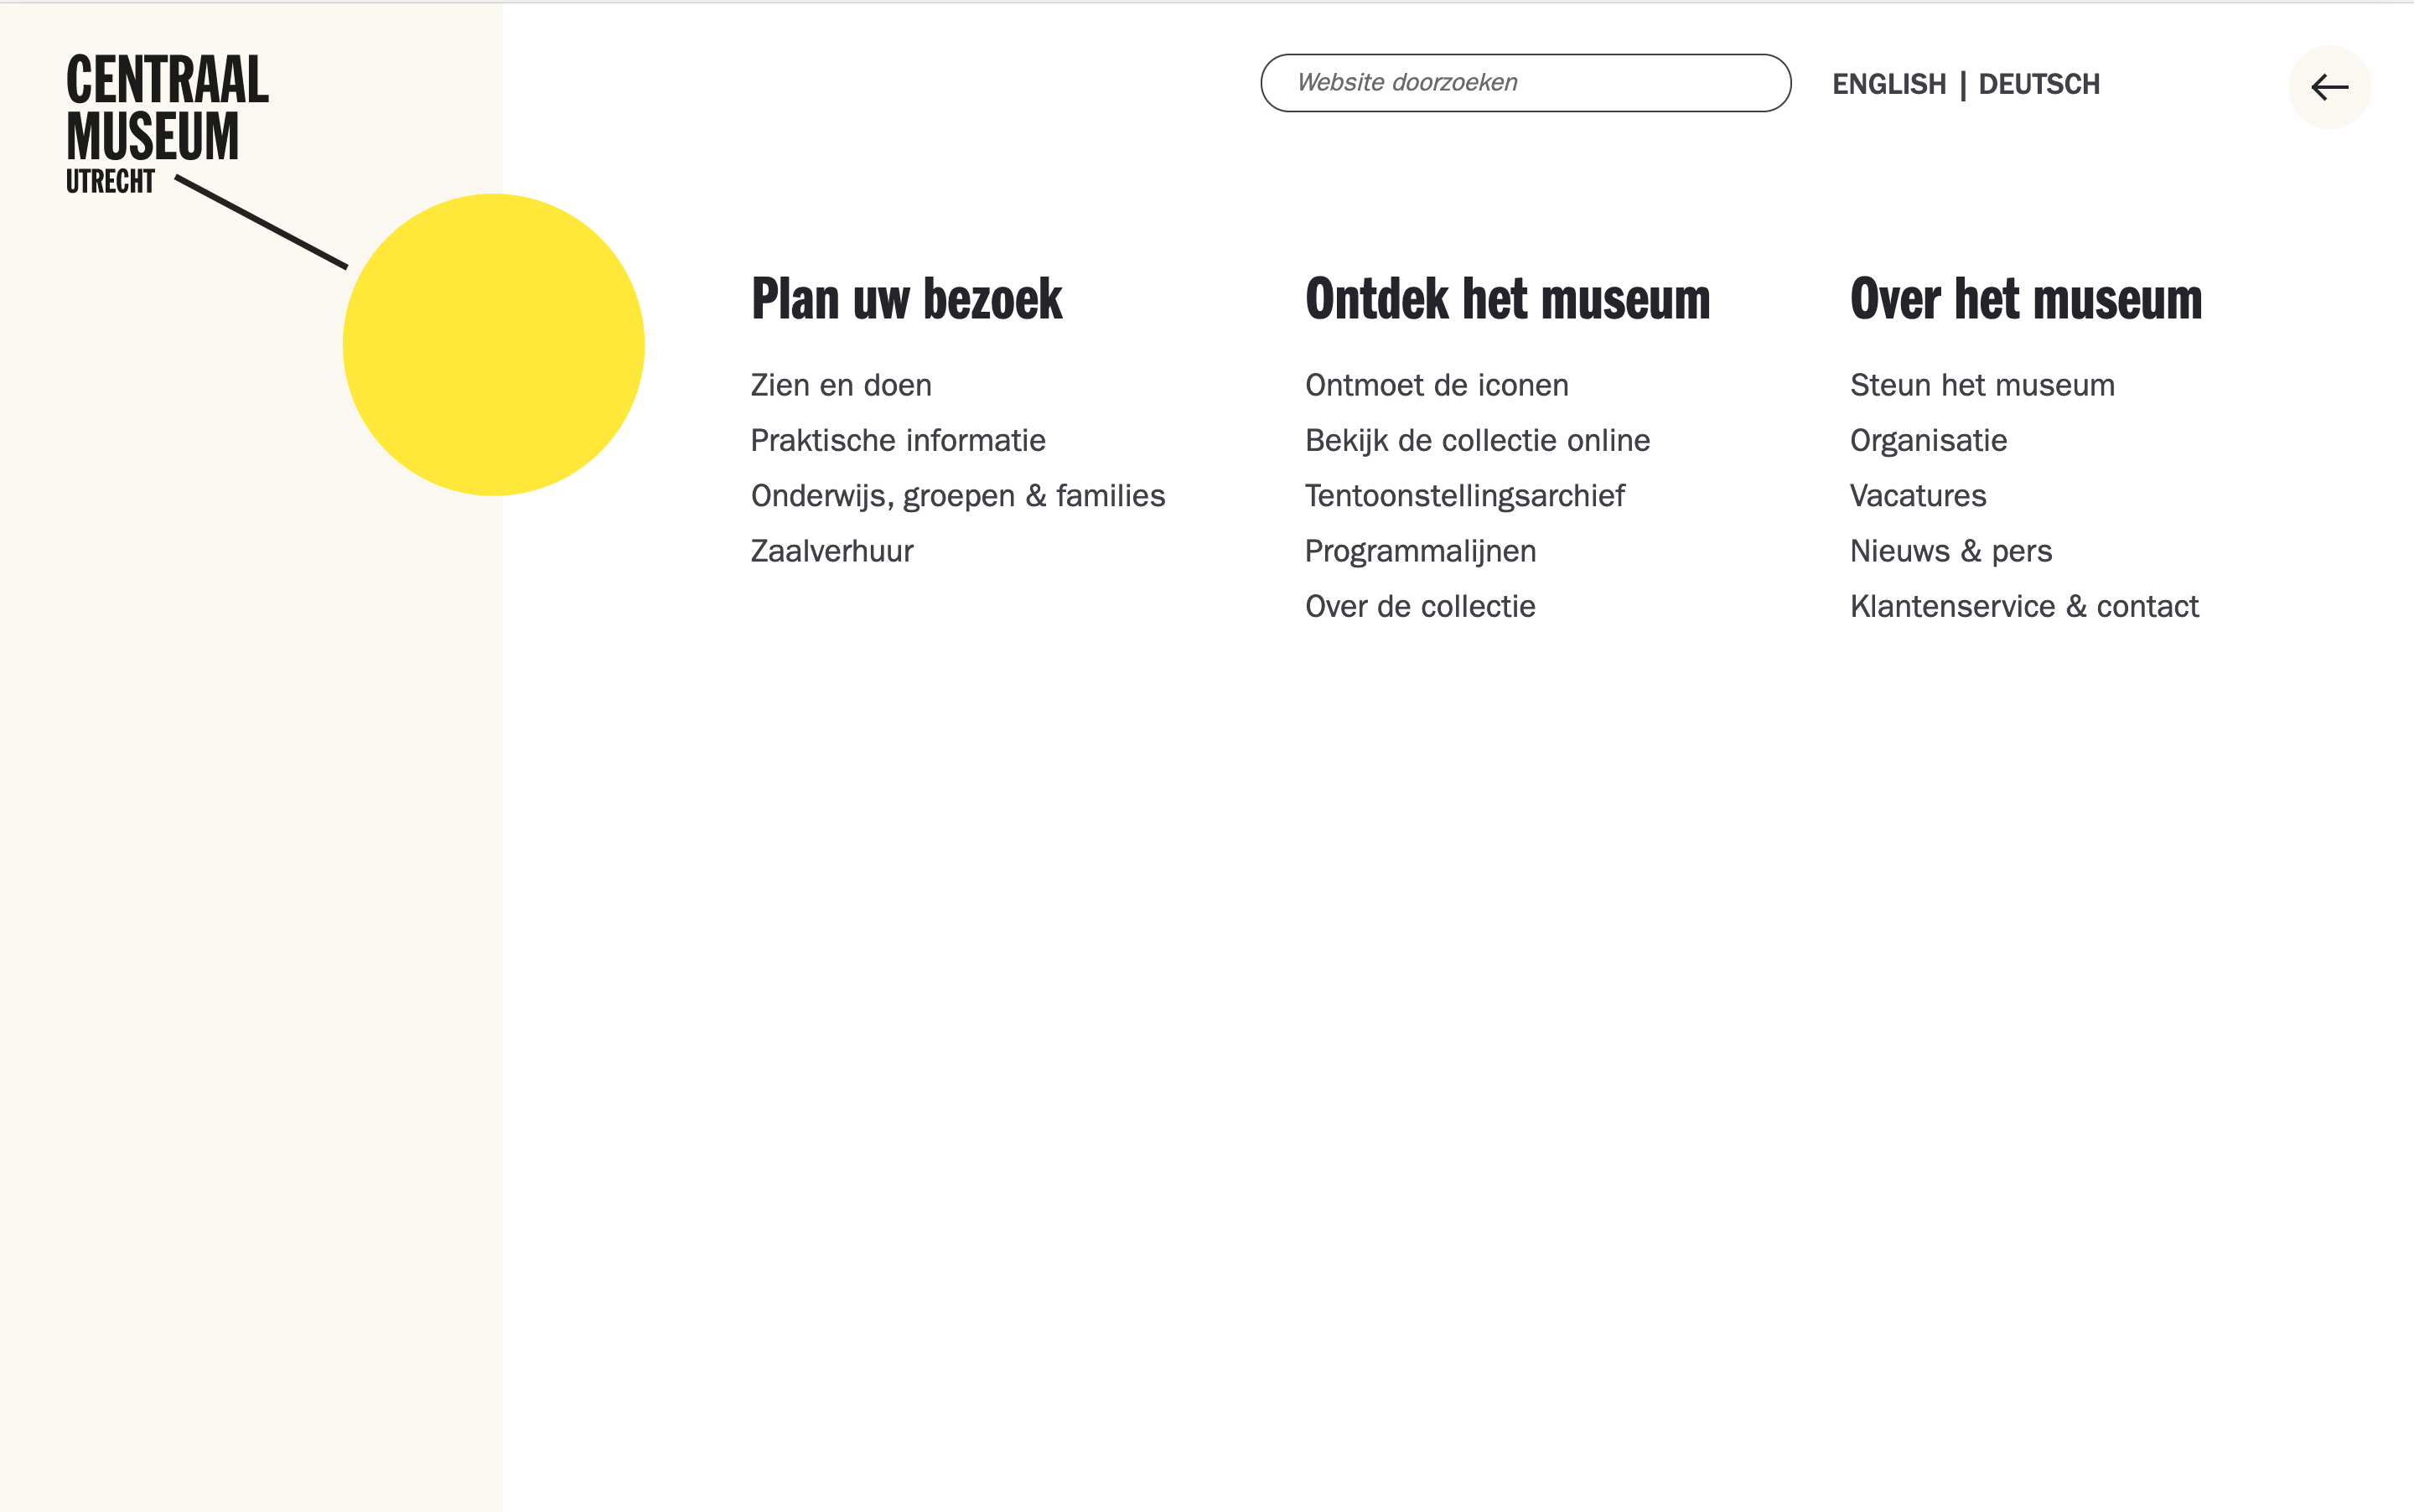 CENTRAAL
MUSEUM
UTRECHT
Website doorzoeken
ENGLISH | DEUTSCH
Plan uw bezoek
Zien en doen
Praktische informatie
Onderwijs, groepen & families
Zaalverhuur
Ontdek het museum
Ontmoet de iconen
Bekijk de collectie online
Tentoonstellingsarchief
Programmalijnen
Over de collectie
Over het museum
Steun het museum
Organisatie
Vacatures
Nieuws & pers
Klantenservice & contact